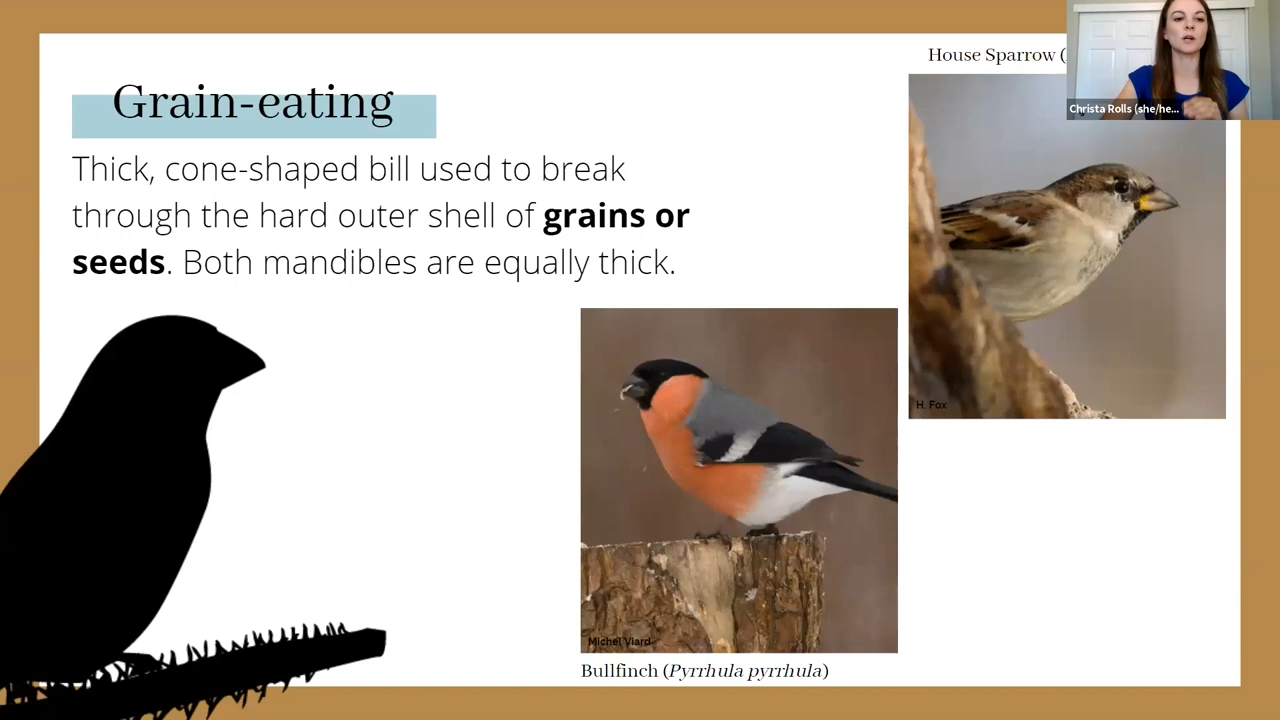 House Sparrow (
Christa Rolls (she/he...
Grain-eating
Thick, cone-shaped bill used to break
through the hard outer shell of grains or
seeds. Both mandibles are equally thick.
H. Fox
Michel Viard
Bullfinch (Pyrrhula pyrrhula)